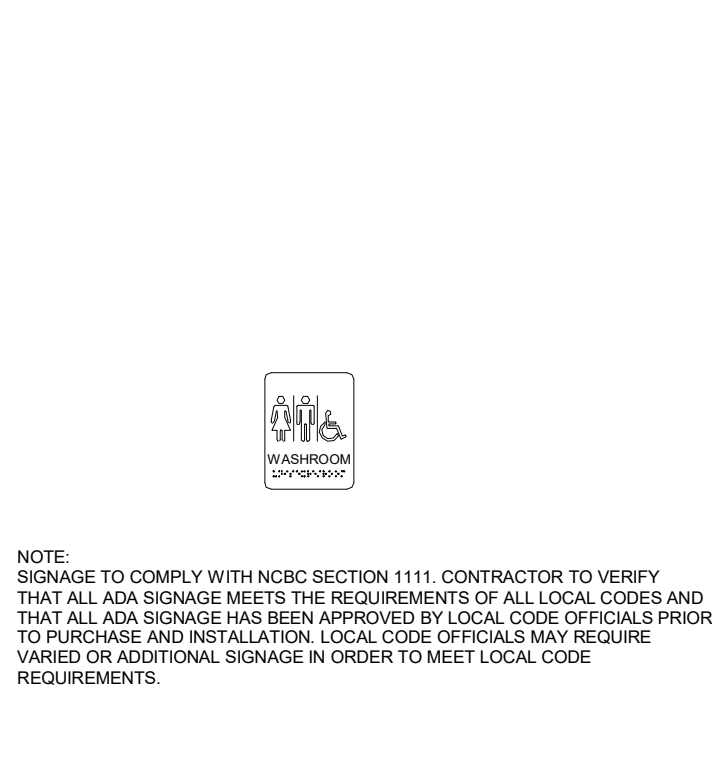 WASHROOM
NOTE:
SIGNAGE TO COMPLY WITH NCBC SECTION 1111. CONTRACTOR TO VERIFY
THAT ALL ADA SIGNAGE MEETS THE REQUIREMENTS OF ALL LOCAL CODES AND
THAT ALL ADA SIGNAGE HAS BEEN APPROVED BY LOCAL CODE OFFICIALS PRIOR
TO PURCHASE AND INSTALLATION. LOCAL CODE OFFICIALS MAY REQUIRE
VARIED OR ADDITIONAL SIGNAGE IN ORDER TO MEET LOCAL CODE
REQUIREMENTS.